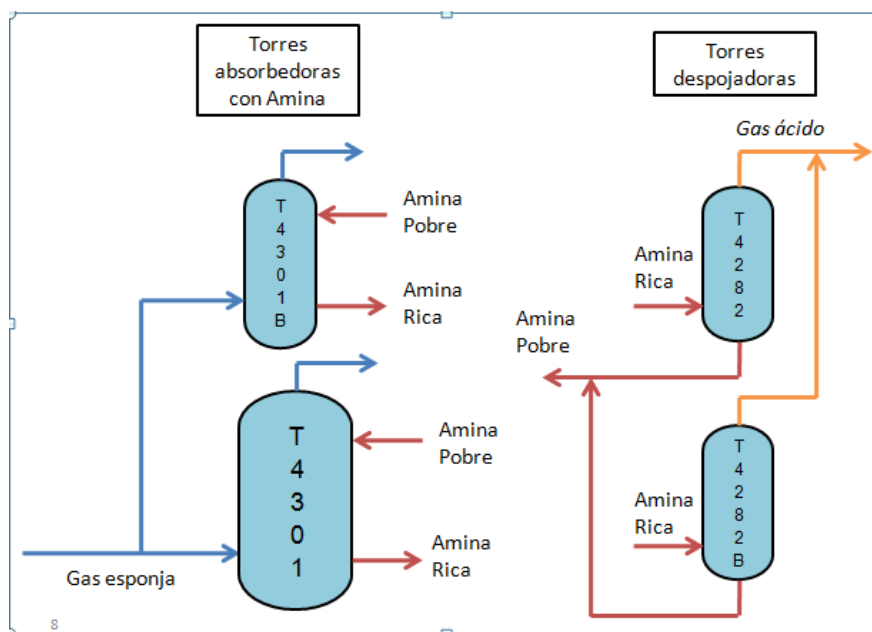 Torres
absorbedoras
con Amina
T
4
3
0
1
B
Amina
Pobre
Amina
Rica
T
4
3
0
1
Amina
Pobre
Amina
Rica
Gas esponja
8
Torres
despojadoras
Gas ácido
T
4
2
8
2
Amina
Rica
Amina
Pobre
T
4
2
8
2
B
Amina
Rica